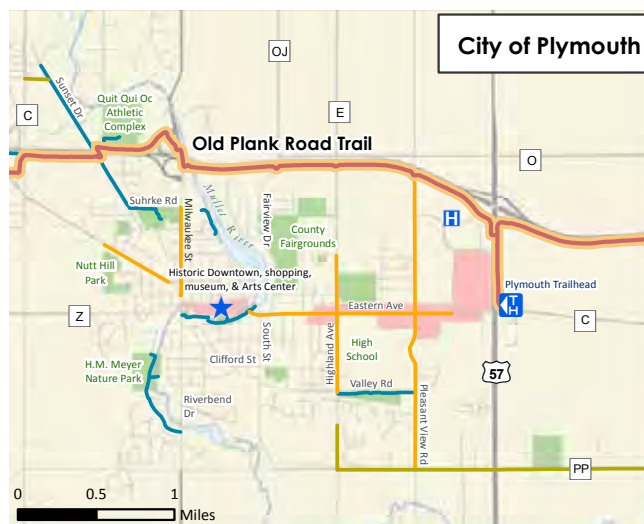 City of Plymouth
OJ
E
C
O
Sunset Dr
Quit Qui Oc
Athletic
Complex
Old Plank Road Trail
Suhrke Rd
Milwaukee St
Mullet River
Fairview Dr
County
Fairgrounds
H
Nutt Hill
Park
Historic Downtown, shopping,
museum, & Arts Center
Plymouth Trailhead
T
H
Eastern Ave
Z
C
South St
Highland Ave
High
School
Clifford St
H.M. Meyer
Nature Park
Valley Rd
Pleasant View Rd
57
Riverbend
Dr
PP
0 0.5 1
Miles